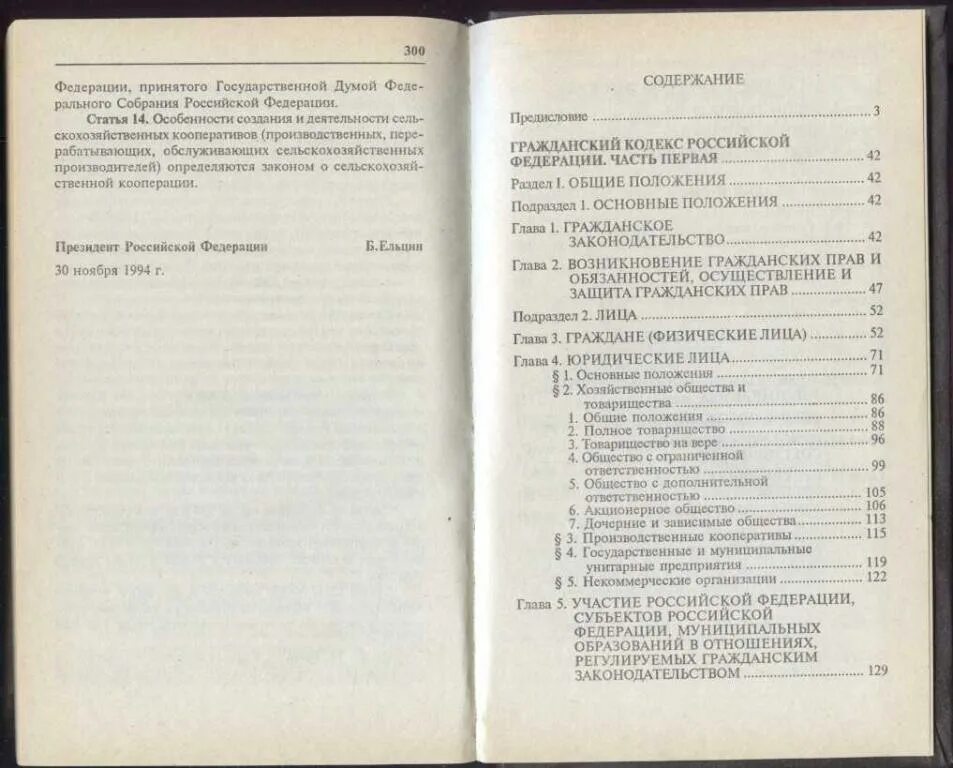 300
Федерации, принятого Государственной Думой Феде-
рального Собрания Российской Федерации.
Статья 14. Особенности создания и деятельности сель-
скохозяйственных кооперативов (производственных, пере-
рабатывающих, обслуживающих сельскохозяйственных
производителей) определяются законом о сельскохозяй-
ственной кооперации.
Президент Российской Федерации Б.Ельцин
30 ноября 1994 г.
СОДЕРЖАНИЕ
Предисловие ........ 3
ГРАЖДАНСКИЙ КОДЕКС РОССИЙСКОЙ
ФЕДЕРАЦИИ. ЧАСТЬ ПЕРВАЯ ........ 42
Раздел I. ОБЩИЕ ПОЛОЖЕНИЯ ........ 42
Подраздел 1. ОСНОВНЫЕ ПОЛОЖЕНИЯ ........ 42
Глава 1. ГРАЖДАНСКОЕ
ЗАКОНОДАТЕЛЬСТВО ........ 42
Глава 2. ВОЗНИКНОВЕНИЕ ГРАЖДАНСКИХ ПРАВ И
ОБЯЗАННОСТЕЙ, ОСУЩЕСТВЛЕНИЕ И
ЗАЩИТА ГРАЖДАНСКИХ ПРАВ ........ 47
Подраздел 2. ЛИЦА ........ 52
Глава 3. ГРАЖДАНЕ (ФИЗИЧЕСКИЕ ЛИЦА) ........ 52
Глава 4. ЮРИДИЧЕСКИЕ ЛИЦА ........ 71
§ 1. Основные положения ........ 71
§ 2. Хозяйственные общества и
товарищества ........ 86
1. Общие положения ........ 86
2. Полное товарищество ........ 88
3. Товарищество на вере ........ 96
4. Общество с ограниченной
ответственностью ........ 99
5. Общество с дополнительной
ответственностью ........ 105
6. Акционерное общество ........ 106
7. Дочерние и зависимые общества ........ 113
§ 3. Производственные кооперативы ........ 115
§ 4. Государственные и муниципальные
унитарные предприятия ........ 119
§ 5. Некоммерческие организации ........ 122
Глава 5. УЧАСТИЕ РОССИЙСКОЙ ФЕДЕРАЦИИ,
СУБЪЕКТОВ РОССИЙСКОЙ
ФЕДЕРАЦИИ, МУНИЦИПАЛЬНЫХ
ОБРАЗОВАНИЙ В ОТНОШЕНИЯХ,
РЕГУЛИРУЕМЫХ ГРАЖДАНСКИМ
ЗАКОНОДАТЕЛЬСТВОМ ........ 129